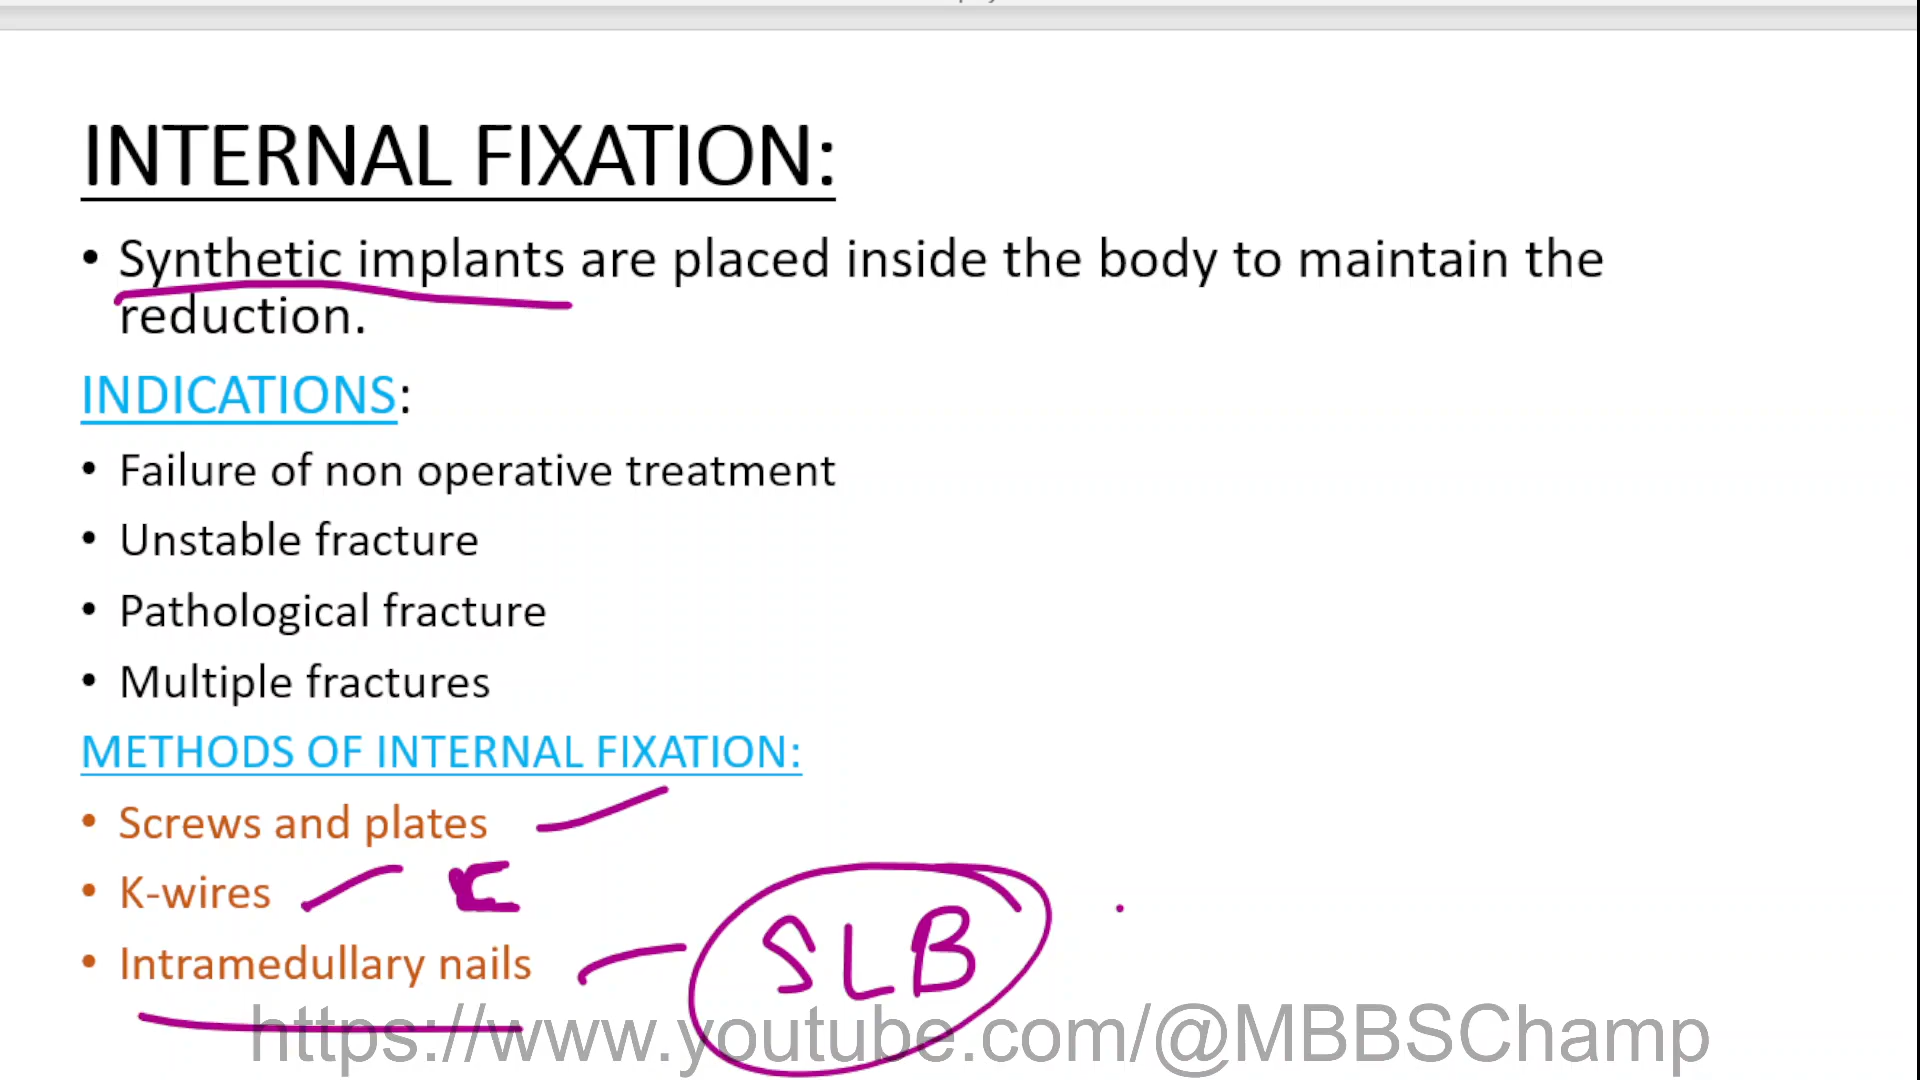 INTERNAL FIXATION:
• Synthetic implants are placed inside the body to maintain the
reduction.
INDICATIONS:
• Failure of non operative treatment
• Unstable fracture
• Pathological fracture
• Multiple fractures
METHODS OF INTERNAL FIXATION:
• Screws and plates
• K-wires
• Intramedullary nails
SLB
https://www.youtube.com/@MBBSChamp